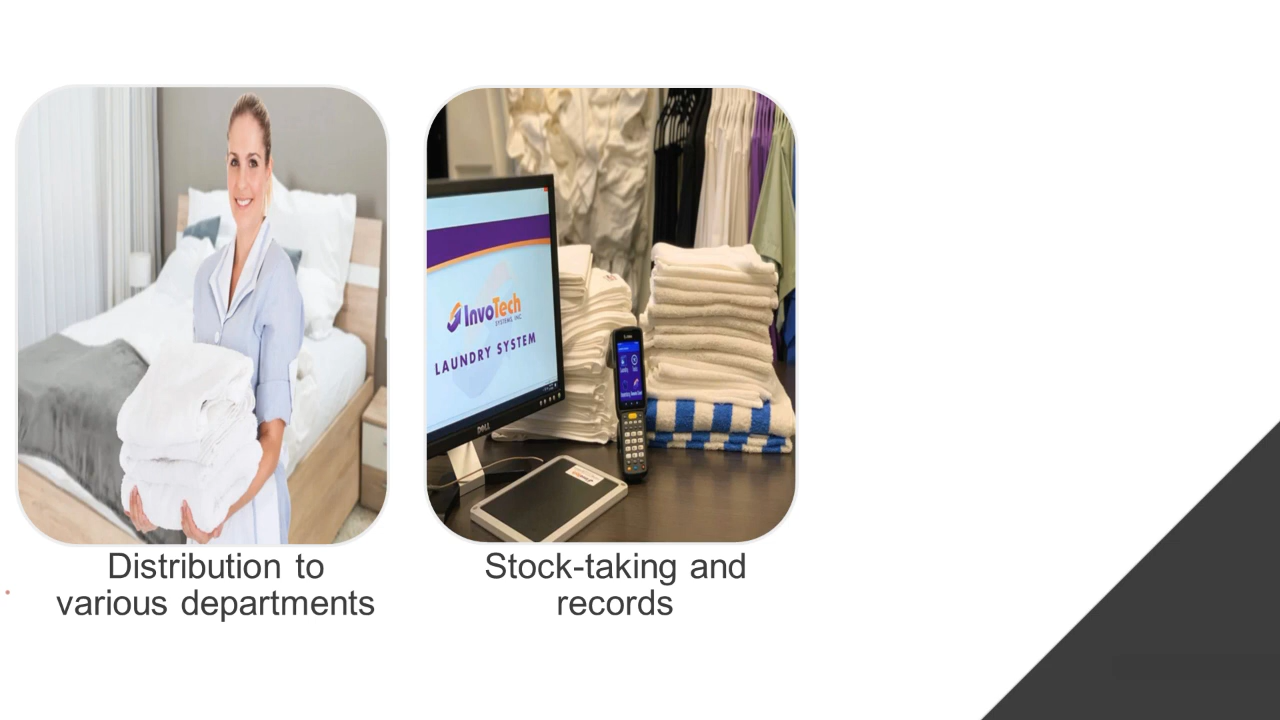 InvoTech
SYSTEMS, INC
LAUNDRY SYSTEM
DELL
Distribution to
various departments
Stock-taking and
records